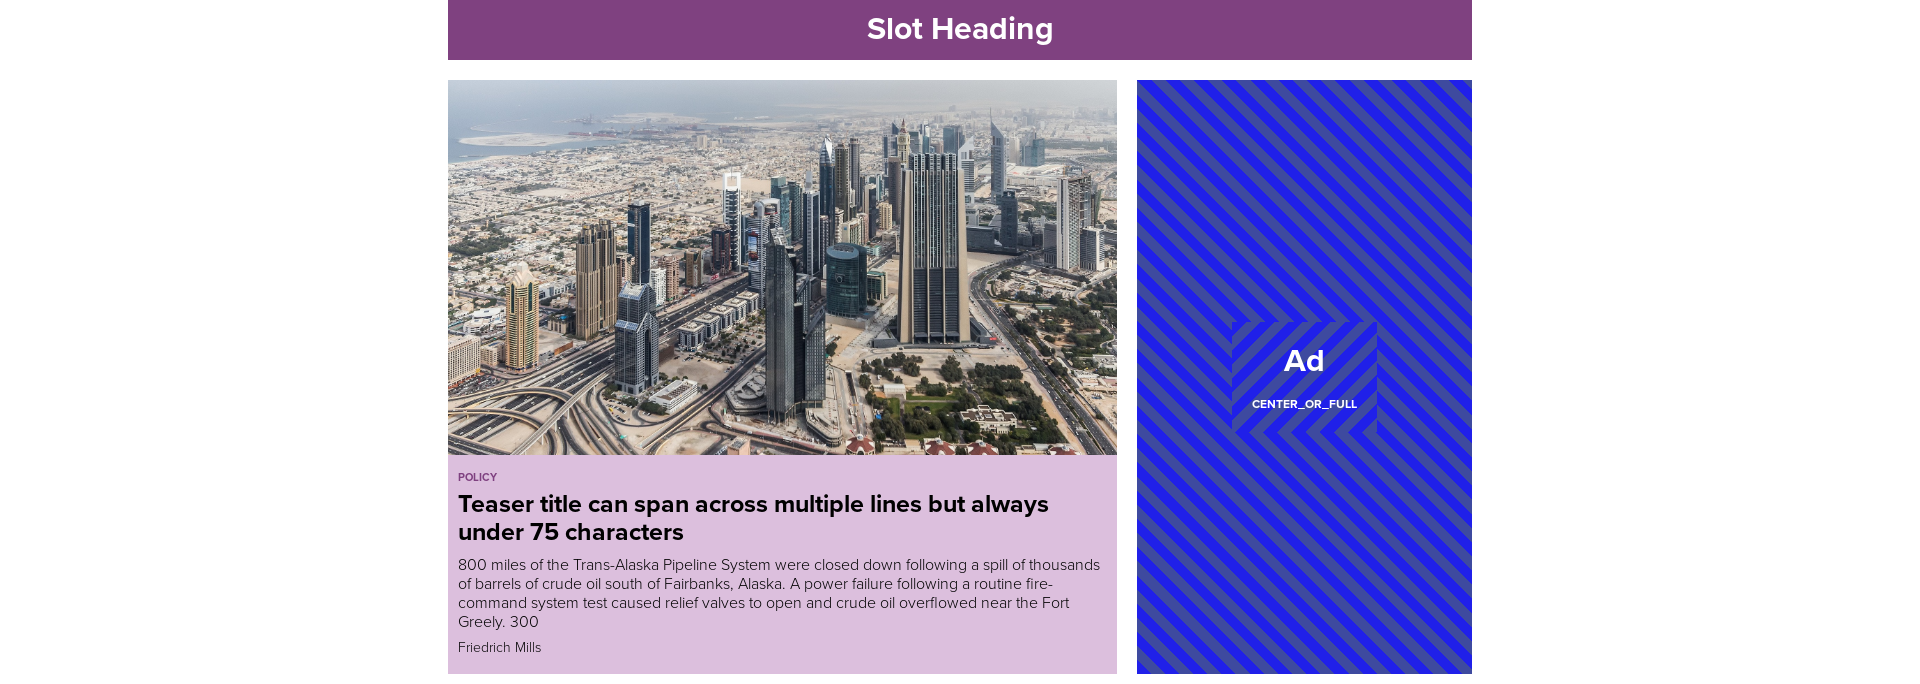 Slot Heading
POLICY
Teaser title can span across multiple lines but always
under 75 characters
800 miles of the Trans-Alaska Pipeline System were closed down following a spill of thousands
of barrels of crude oil south of Fairbanks, Alaska. A power failure following a routine fire-
command system test caused relief valves to open and crude oil overflowed near the Fort
Greely. 300
Friedrich Mills
Ad
CENTER_OR_FULL